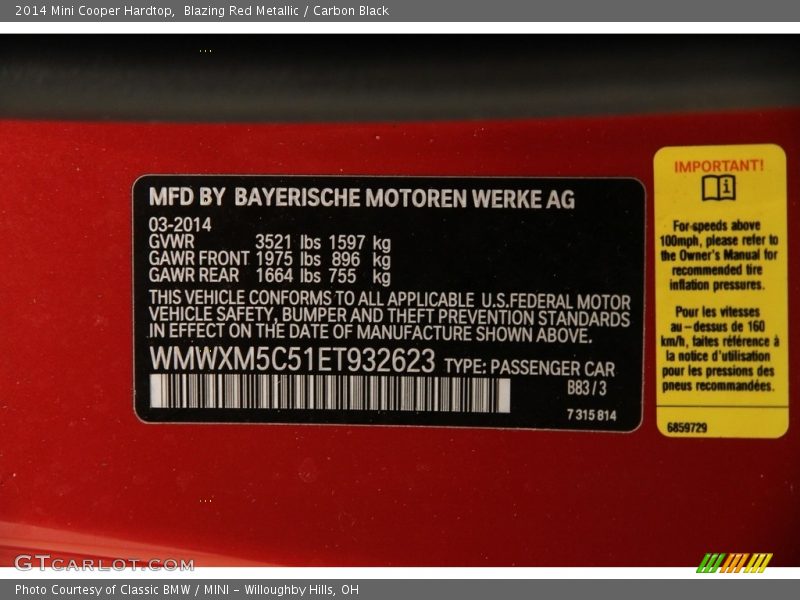 2014 Mini Cooper Hardtop,  Blazing Red Metallic / Carbon Black
MFD BY BAYERISCHE MOTOREN WERKE AG
03-2014
GVWR 3521 lbs 1597 kg
GAWR FRONT 1975 lbs 896 kg
GAWR REAR 1664 lbs 755 kg
THIS VEHICLE CONFORMS TO ALL APPLICABLE U.S.FEDERAL MOTOR
VEHICLE SAFETY, BUMPER AND THEFT PREVENTION STANDARDS
IN EFFECT ON THE DATE OF MANUFACTURE SHOWN ABOVE.
WMWXM5C51ET932623 TYPE: PASSENGER CAR
B83 / 3
7 315 814
IMPORTANT!
For speeds above
100mph, please refer to
the Owner's Manual for
recommended tire
inflation pressures.
Pour les vitesses
au-dessus de 160
km/h, faites référence à
la notice d'utilisation
pour les pressions des
pneus recommandées.
6859729
GTCARLOT.COM
Photo Courtesy of Classic BMW / MINI - Willoughby Hills, OH